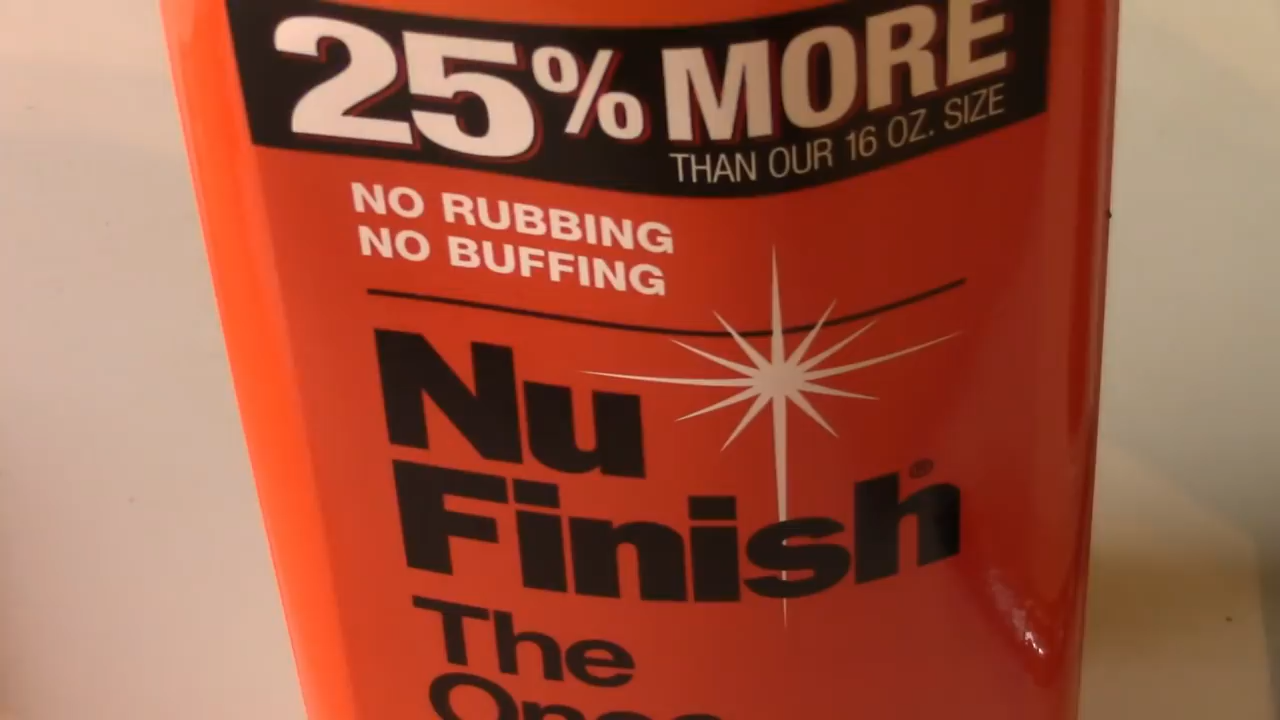 25% MORE
THAN OUR 16 OZ. SIZE
NO RUBBING
NO BUFFING
Nu
Finish®
The